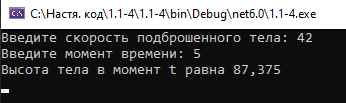 C:\Настя. код\1.1-4\1.1-4\bin\Debug\net6.0\1.1-4.exe
Введите скорость подброшенного тела: 42
Введите момент времени: 5
Высота тела в момент t равна 87,375